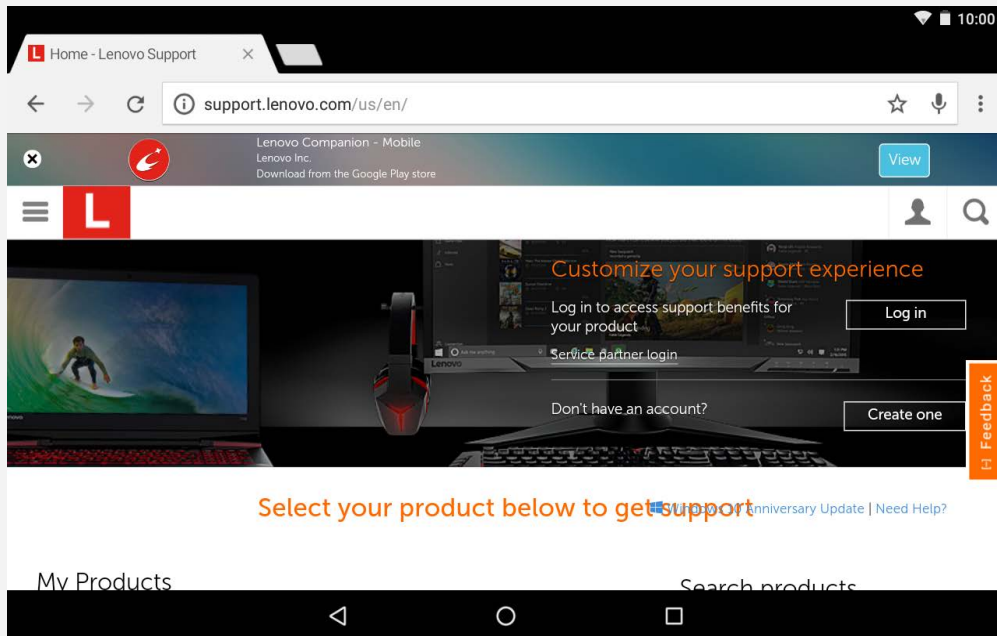 10:00
L Home - Lenovo Support
support.lenovo.com/us/en/
Lenovo Companion - Mobile
Lenovo Inc.
Download from the Google Play store
View
L
Customize your support experience
Log in to access support benefits for
your product
Log in
Service partner login
Lenovo
Don't have an account?
Create one
Feedback
Select your product below to get support
Windows 10 Anniversary Update | Need Help?
My Products
Search products